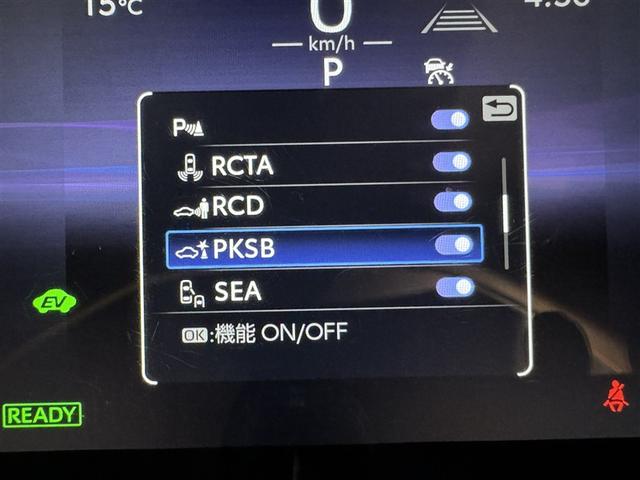 15℃
0
km/h
P
P
RCTA
RCD
PKSB
SEA
OK:機能 ON/OFF
EV
READY